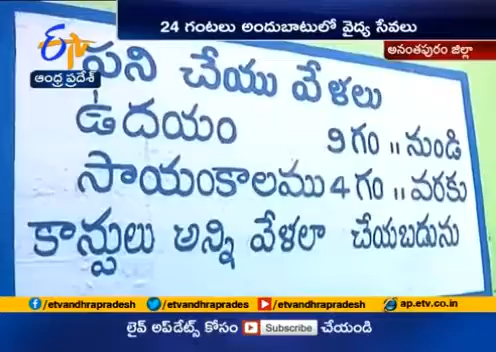 24 గంటలు అందుబాటులో వైద్య సేవలు
అనంతపురం జిల్లా
ఆంధ్ర ప్రదేశ్
పని చేయు వేళలు
ఉదయం 9 గం ,, నుండి
సాయంకాలము 4 గం ,, వరకు
కాన్పులు అన్ని వేళలా చేయబడును
/etvandhrapradesh /etvandhraprades /etvandhrapradesh ap.etv.co.in
లైవ్ అప్‌డేట్స్ కోసం Subscribe చేయండి